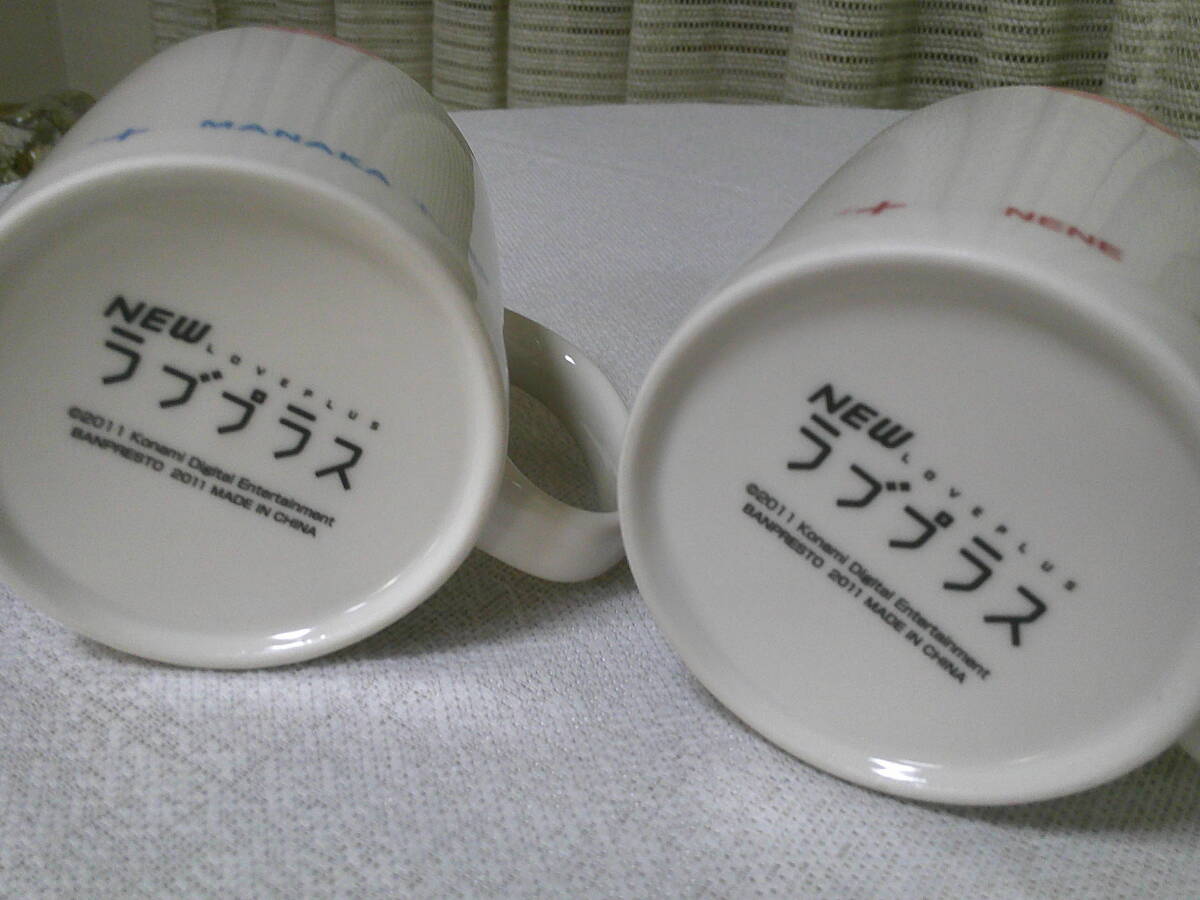 MANAKA
NEW
LOVEPLUS
ラブプラス
©2011 Konami Digital Entertainment
BANPRESTO 2011 MADE IN CHINA
NENE
NEW
LOVEPLUS
ラブプラス
©2011 Konami Digital Entertainment
BANPRESTO 2011 MADE IN CHINA